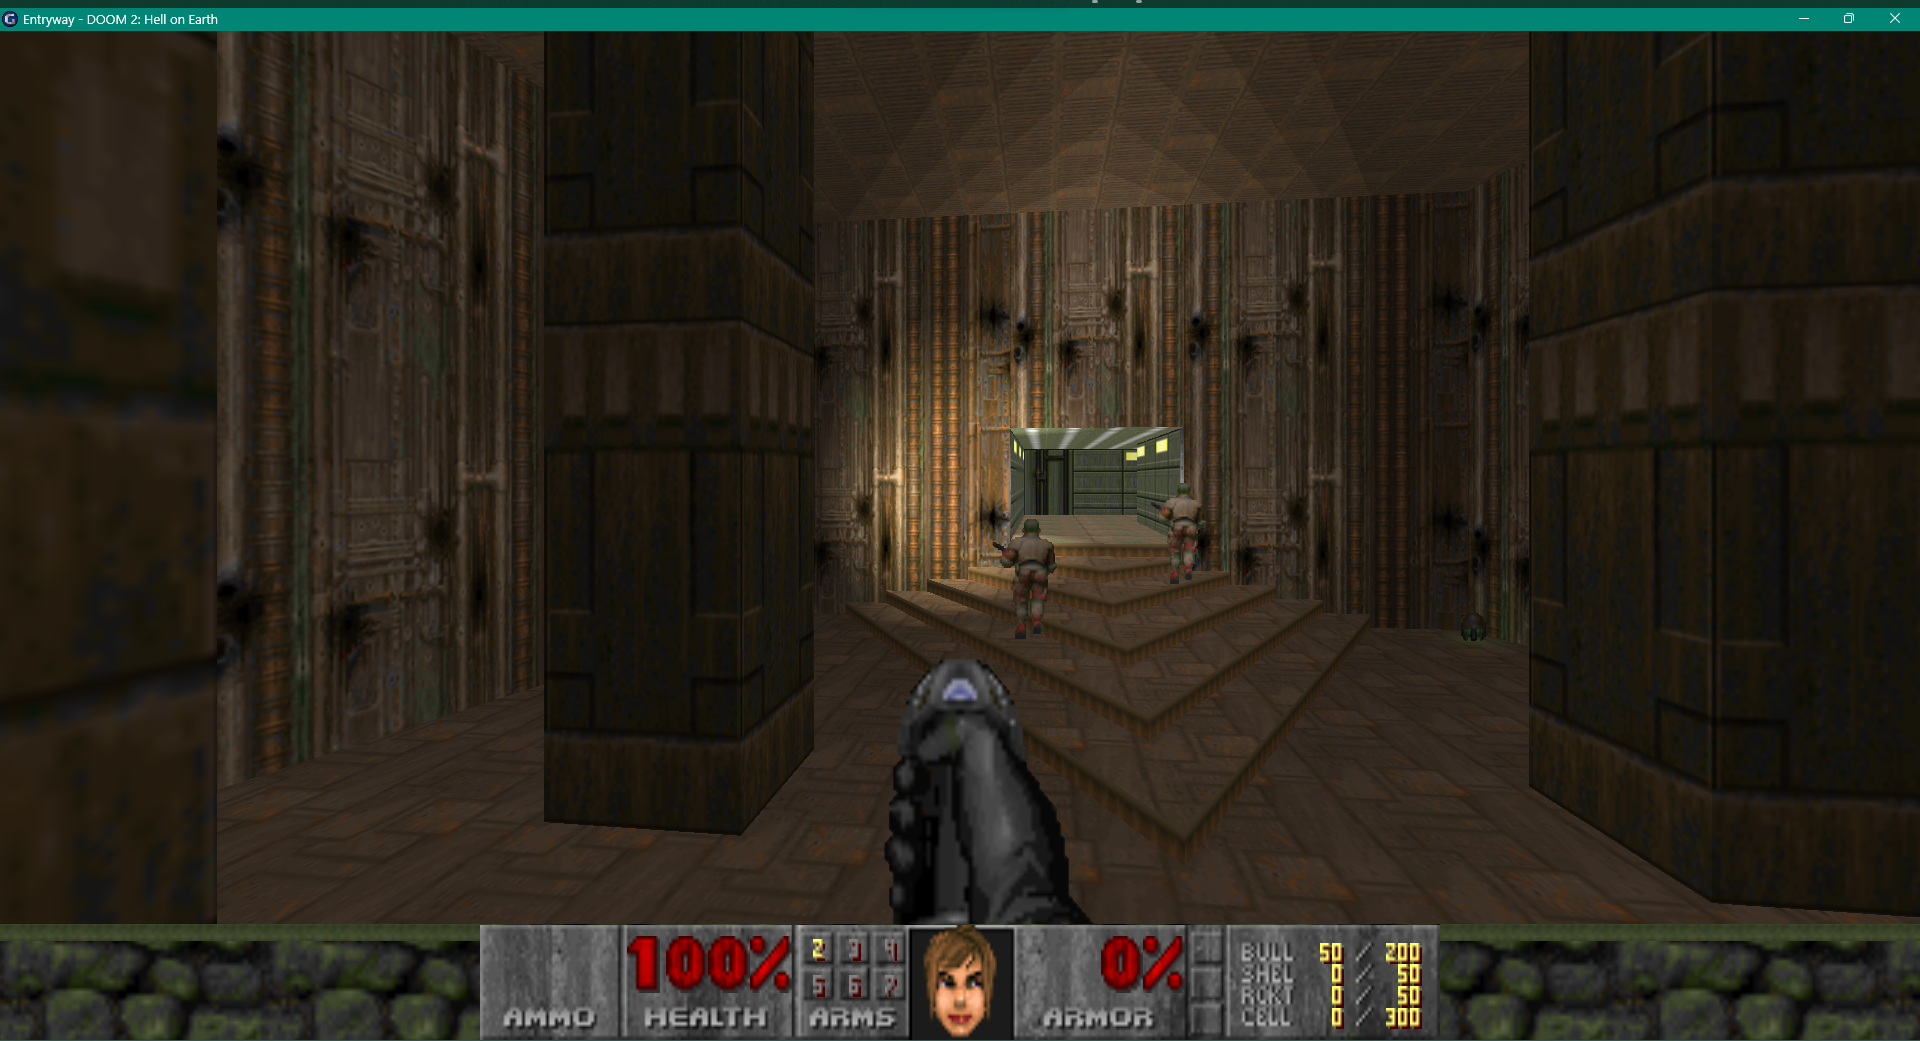 Entryway - DOOM 2: Hell on Earth
100% 2 3 4 0% BULL 50 / 200
SHEL 0 / 50
5 6 7 RCKT 0 / 50
AMMO HEALTH ARMS ARMOR CELL 0 / 300